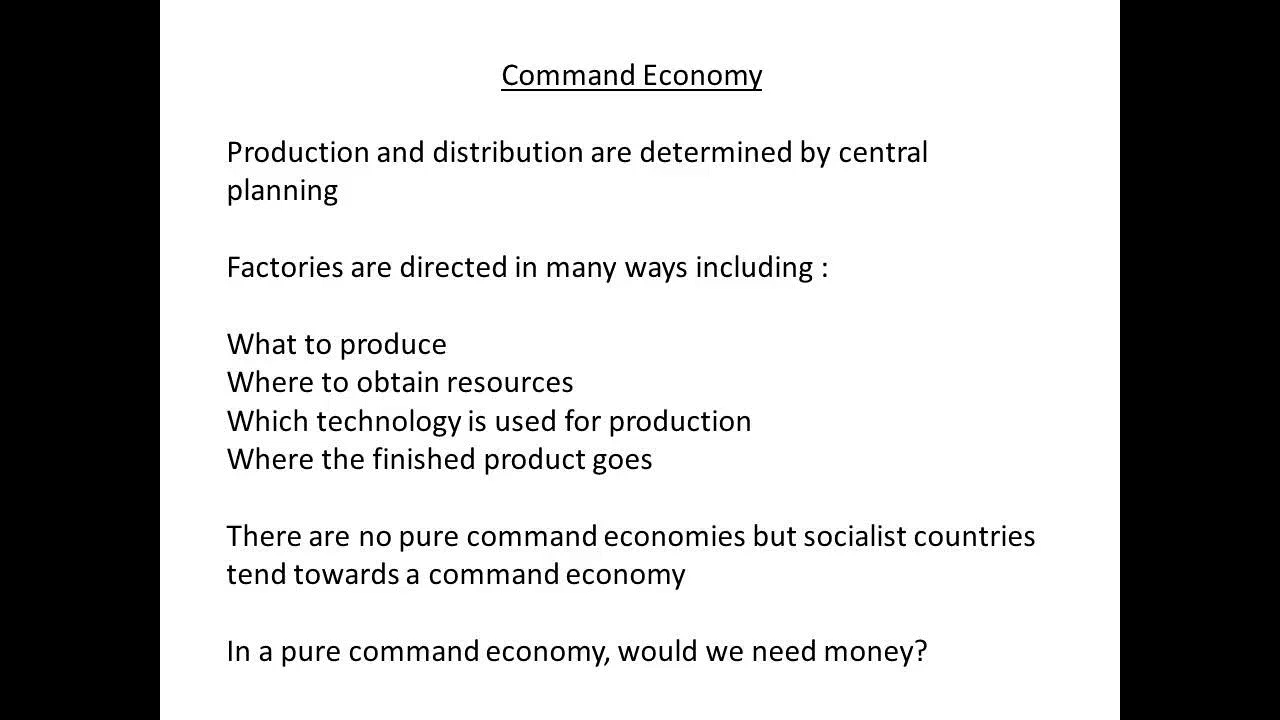 Command Economy
Production and distribution are determined by central
planning
Factories are directed in many ways including :
What to produce
Where to obtain resources
Which technology is used for production
Where the finished product goes
There are no pure command economies but socialist countries
tend towards a command economy
In a pure command economy, would we need money?